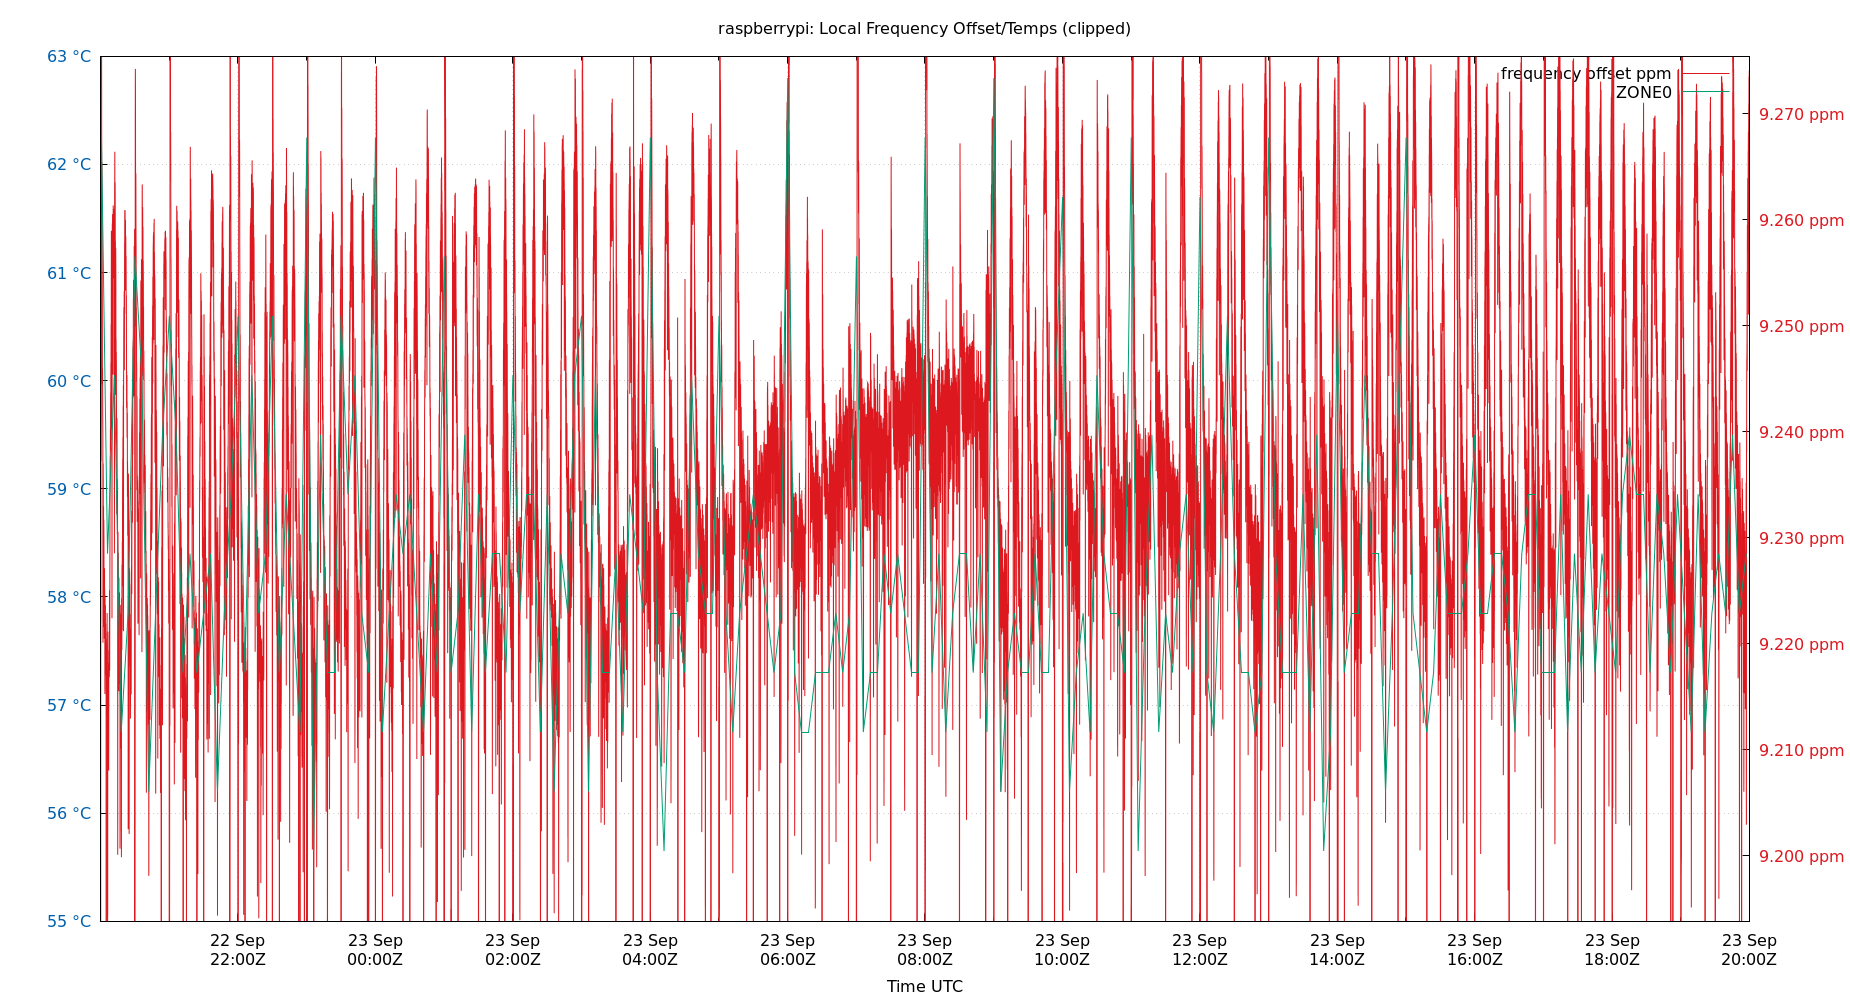 raspberrypi: Local Frequency Offset/Temps (clipped)
63 °C
62 °C
61 °C
60 °C
59 °C
58 °C
57 °C
56 °C
55 °C
frequency offset ppm
ZONE0
9.270 ppm
9.260 ppm
9.250 ppm
9.240 ppm
9.230 ppm
9.220 ppm
9.210 ppm
9.200 ppm
22 Sep 23 Sep 23 Sep 23 Sep 23 Sep 23 Sep 23 Sep 23 Sep 23 Sep 23 Sep 23 Sep 23 Sep
22:00Z 00:00Z 02:00Z 04:00Z 06:00Z 08:00Z 10:00Z 12:00Z 14:00Z 16:00Z 18:00Z 20:00Z
Time UTC